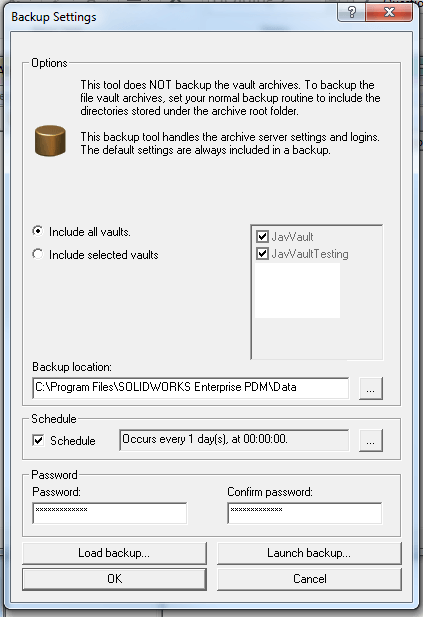 Backup Settings
Options
This tool does NOT backup the vault archives. To backup the
file vault archives, set your normal backup routine to include the
directories stored under the archive root folder.
This backup tool handles the archive server settings and logins.
The default settings are always included in a backup.
Include all vaults.
Include selected vaults
JavVault
JavVaultTesting
Backup location:
C:\Program Files\SOLIDWORKS Enterprise PDM\Data
...
Schedule
Schedule
Occurs every 1 day(s), at 00:00:00.
...
Password
Password:
Confirm password:
xxxxxxxxxxxxx
xxxxxxxxxxxxx
Load backup...
Launch backup...
OK
Cancel